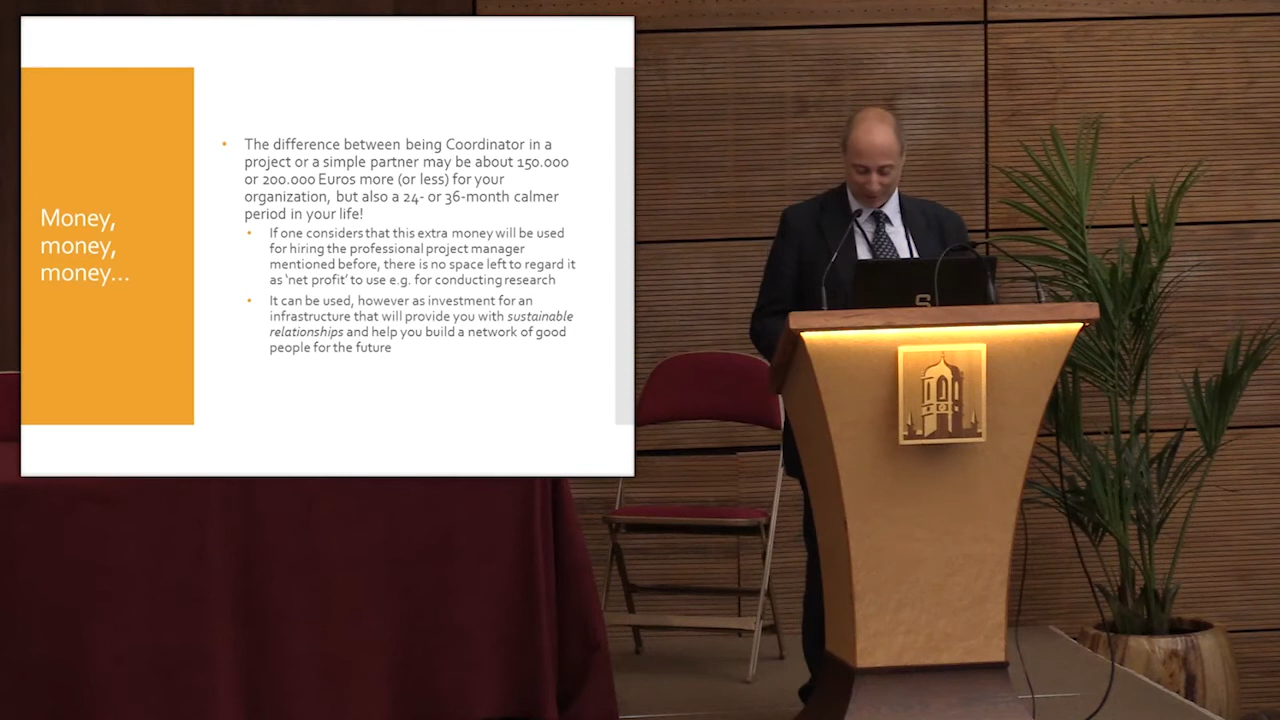 Money,
money,
money...
• The difference between being Coordinator in a
project or a simple partner may be about 150.000
or 200.000 Euros more (or less) for your
organization, but also a 24- or 36-month calmer
period in your life!
• If one considers that this extra money will be used
for hiring the professional project manager
mentioned before, there is no space left to regard it
as ‘net profit’ to use e.g. for conducting research
• It can be used, however as investment for an
infrastructure that will provide you with sustainable
relationships and help you build a network of good
people for the future